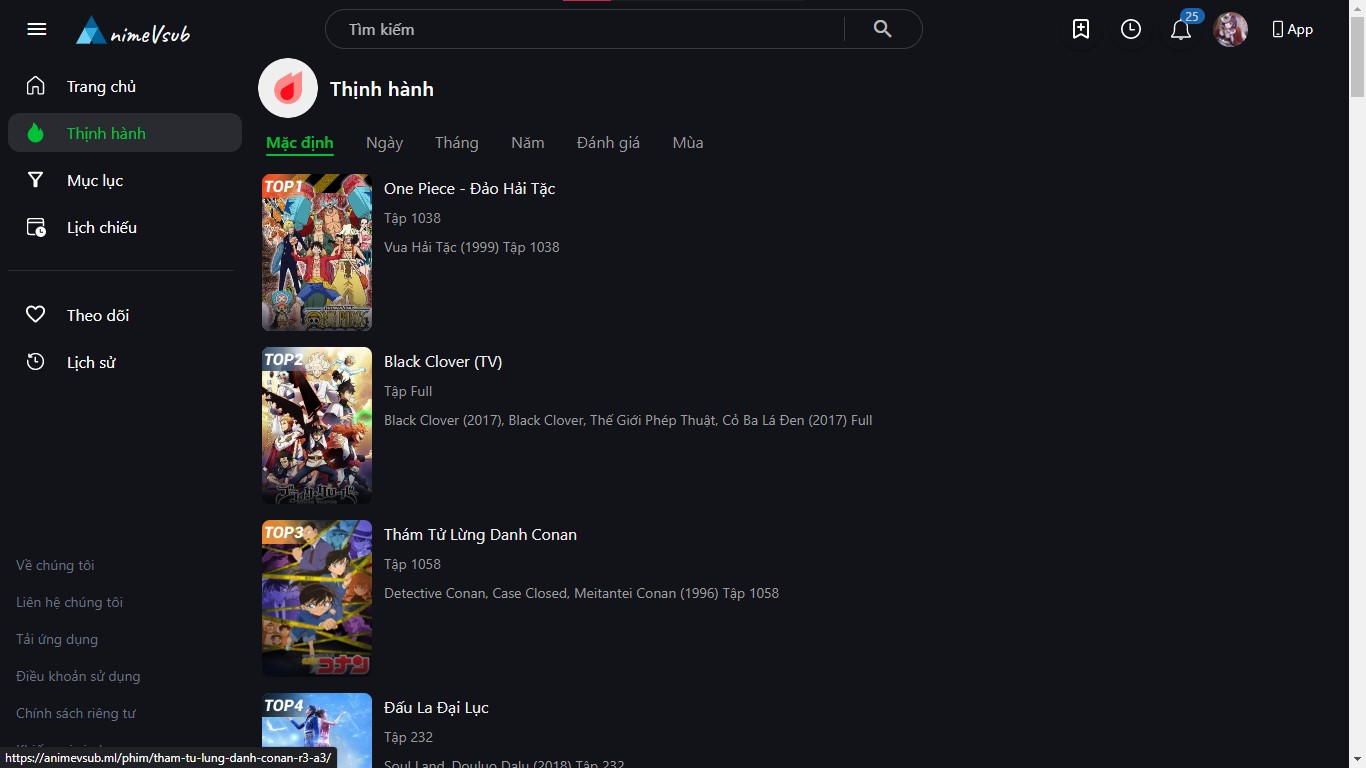 nimeVsub
Tìm kiếm
25
App
Trang chủ
Thịnh hành
Mục lục
Lịch chiếu
Theo dõi
Lịch sử
Về chúng tôi
Liên hệ chúng tôi
Tải ứng dụng
Điều khoản sử dụng
Chính sách riêng tư
https://animevsub.ml/phim/tham-tu-lung-danh-conan-r3-a3/
Thịnh hành
Mặc định Ngày Tháng Năm Đánh giá Mùa
TOP1
One Piece - Đảo Hải Tặc
Tập 1038
Vua Hải Tặc (1999) Tập 1038
TOP2
Black Clover (TV)
Tập Full
Black Clover (2017), Black Clover, Thế Giới Phép Thuật, Cỏ Ba Lá Đen (2017) Full
TOP3
Thám Tử Lừng Danh Conan
Tập 1058
Detective Conan, Case Closed, Meitantei Conan (1996) Tập 1058
コナン
TOP4
Đấu La Đại Lục
Tập 232
Soul Land, Douluo Dalu (2018) Tập 232